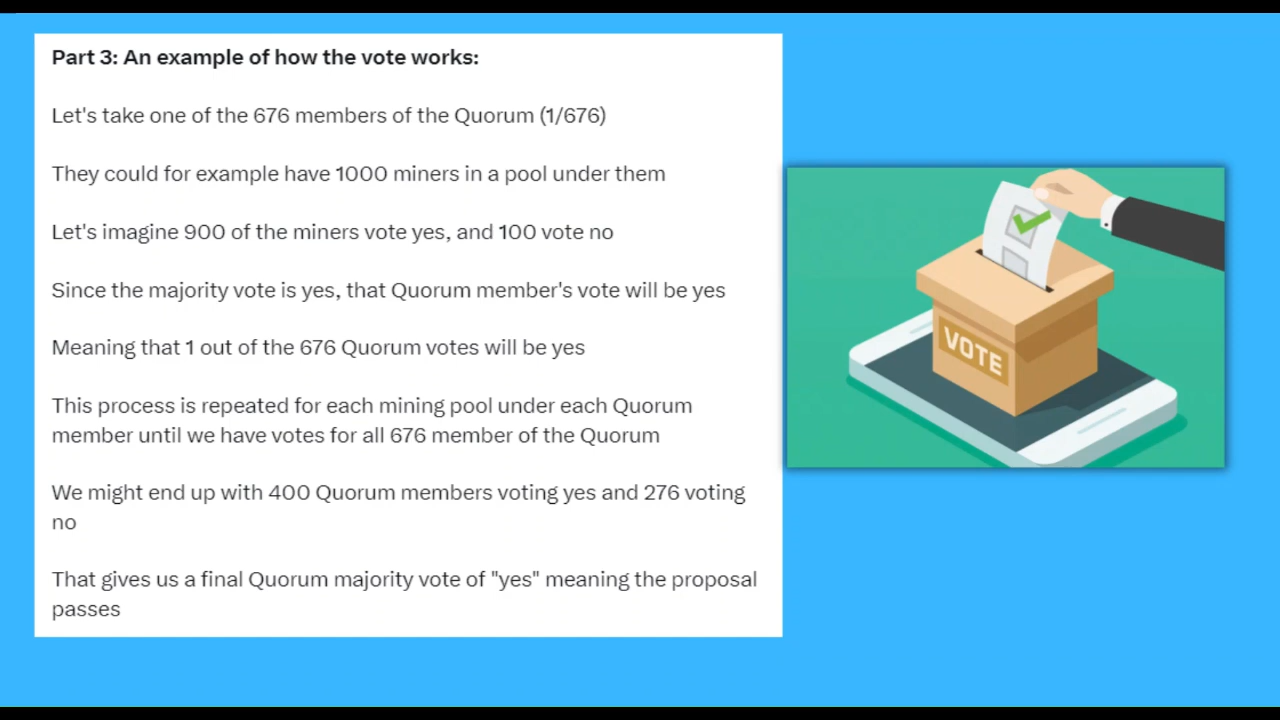 Part 3: An example of how the vote works:
Let's take one of the 676 members of the Quorum (1/676)
They could for example have 1000 miners in a pool under them
Let's imagine 900 of the miners vote yes, and 100 vote no
Since the majority vote is yes, that Quorum member's vote will be yes
Meaning that 1 out of the 676 Quorum votes will be yes
This process is repeated for each mining pool under each Quorum
member until we have votes for all 676 member of the Quorum
We might end up with 400 Quorum members voting yes and 276 voting
no
That gives us a final Quorum majority vote of "yes" meaning the proposal
passes
VOTE